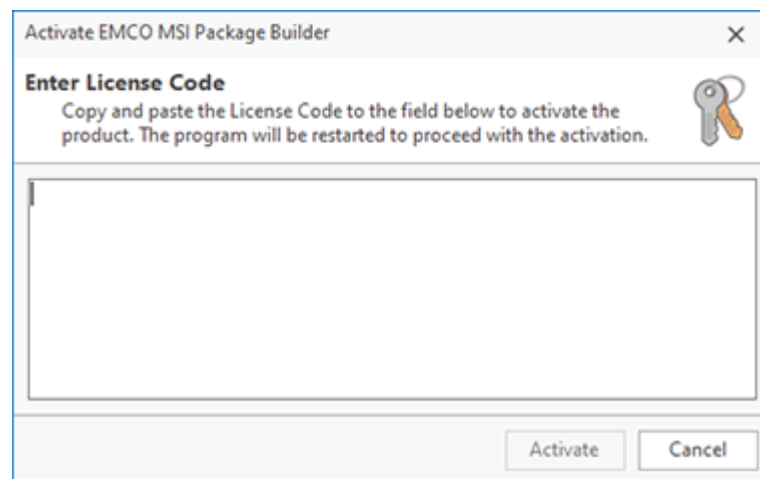 Activate EMCO MSI Package Builder
Enter License Code
Copy and paste the License Code to the field below to activate the
product. The program will be restarted to proceed with the activation.
Activate
Cancel